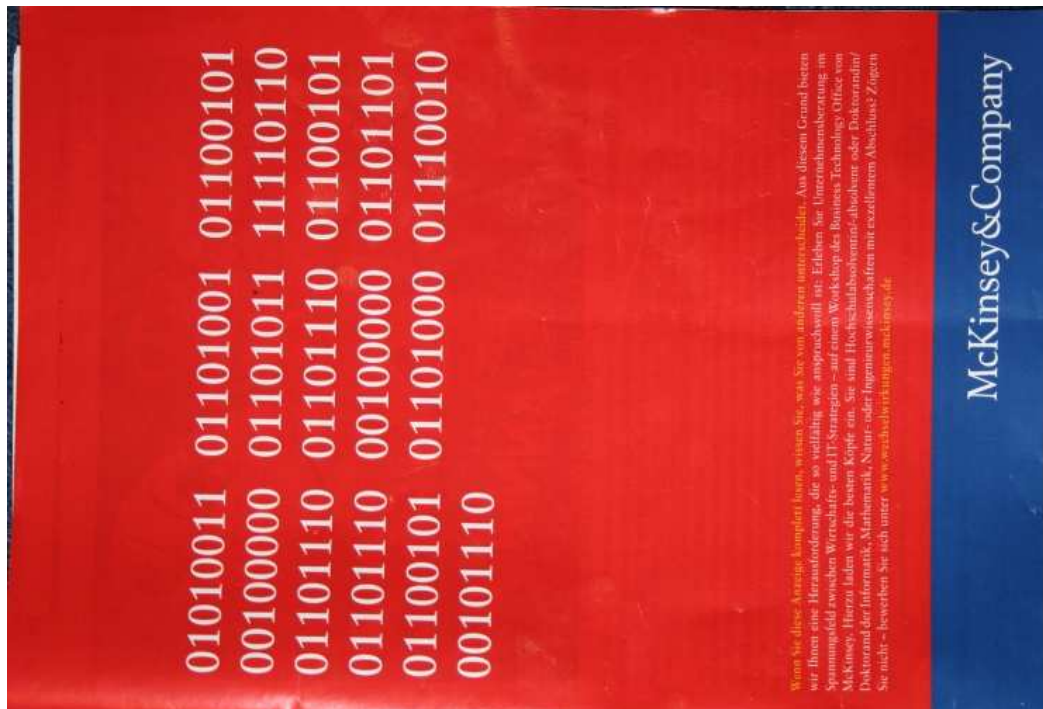 01010011 01101001 01100101
00100000 01101011 11110110
01101110 01101110 01100101
01101110 00100000 01101101
01100101 01101000 01110010
00101110
Wenn Sie diese Anzeige komplett lesen, wissen Sie, was Sie von anderen unterscheidet. Aus diesem Grund bieten
wir Ihnen eine Herausforderung, die so vielfältig wie anspruchsvoll ist: Erleben Sie Unternehmensberatung im
Spannungsfeld zwischen Wirtschafts- und IT-Strategien – auf einem Workshop des Business Technology Office von
McKinsey. Hierzu laden wir die besten Köpfe ein. Sie sind Hochschulabsolventin/-absolvent oder Doktorandin/
Doktorand der Informatik, Mathematik, Natur- oder Ingenieurwissenschaften mit exzellentem Abschluss? Zögern
Sie nicht – bewerben Sie sich unter www.wechselwirkungen.mckinsey.de
McKinsey&Company